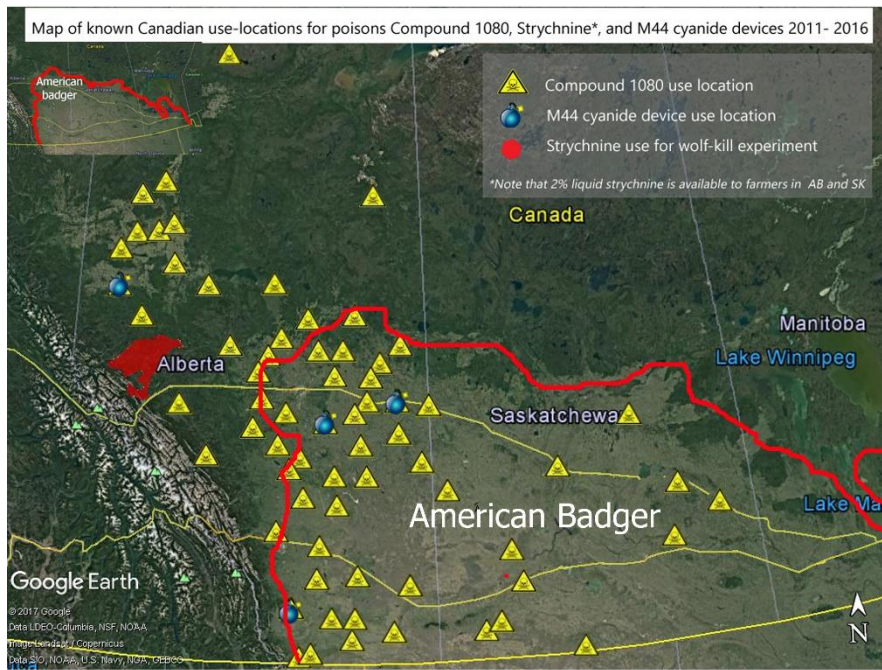 Map of known Canadian use-locations for poisons Compound 1080, Strychnine*, and M44 cyanide devices 2011- 2016
American
badger
Compound 1080 use location
M44 cyanide device use location
Strychnine use for wolf-kill experiment
*Note that 2% liquid strychnine is available to farmers in AB and SK
Canada
Manitoba
Lake Winnipeg
Alberta
Saskatchewa
Lake Ma
American Badger
Google Earth
© 2017 Google
Data LDEO-Columbia, NSF, NOAA
Image Landsat / Copernicus
Data SIO, NOAA, U.S. Navy, NGA, GEBCO
N